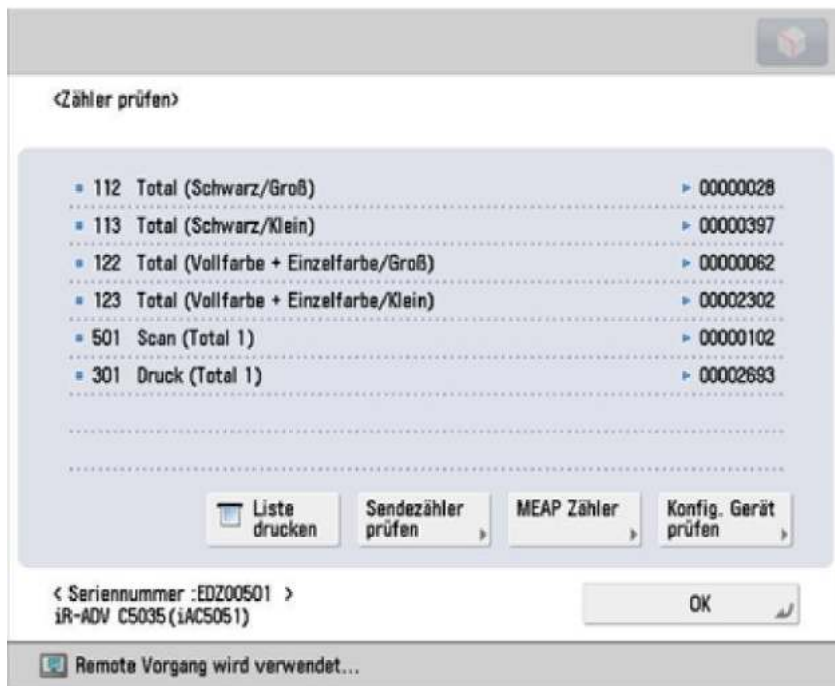 <Zähler prüfen>
112 Total (Schwarz/Groß) 00000028
113 Total (Schwarz/Klein) 00000397
122 Total (Vollfarbe + Einzelfarbe/Groß) 00000062
123 Total (Vollfarbe + Einzelfarbe/Klein) 00002302
501 Scan (Total 1) 00000102
301 Druck (Total 1) 00002693
Liste drucken
Sendezähler prüfen
MEAP Zähler
Konfig. Gerät prüfen
< Seriennummer :EDZ00501 >
iR-ADV C5035(iAC5051)
OK
Remote Vorgang wird verwendet...